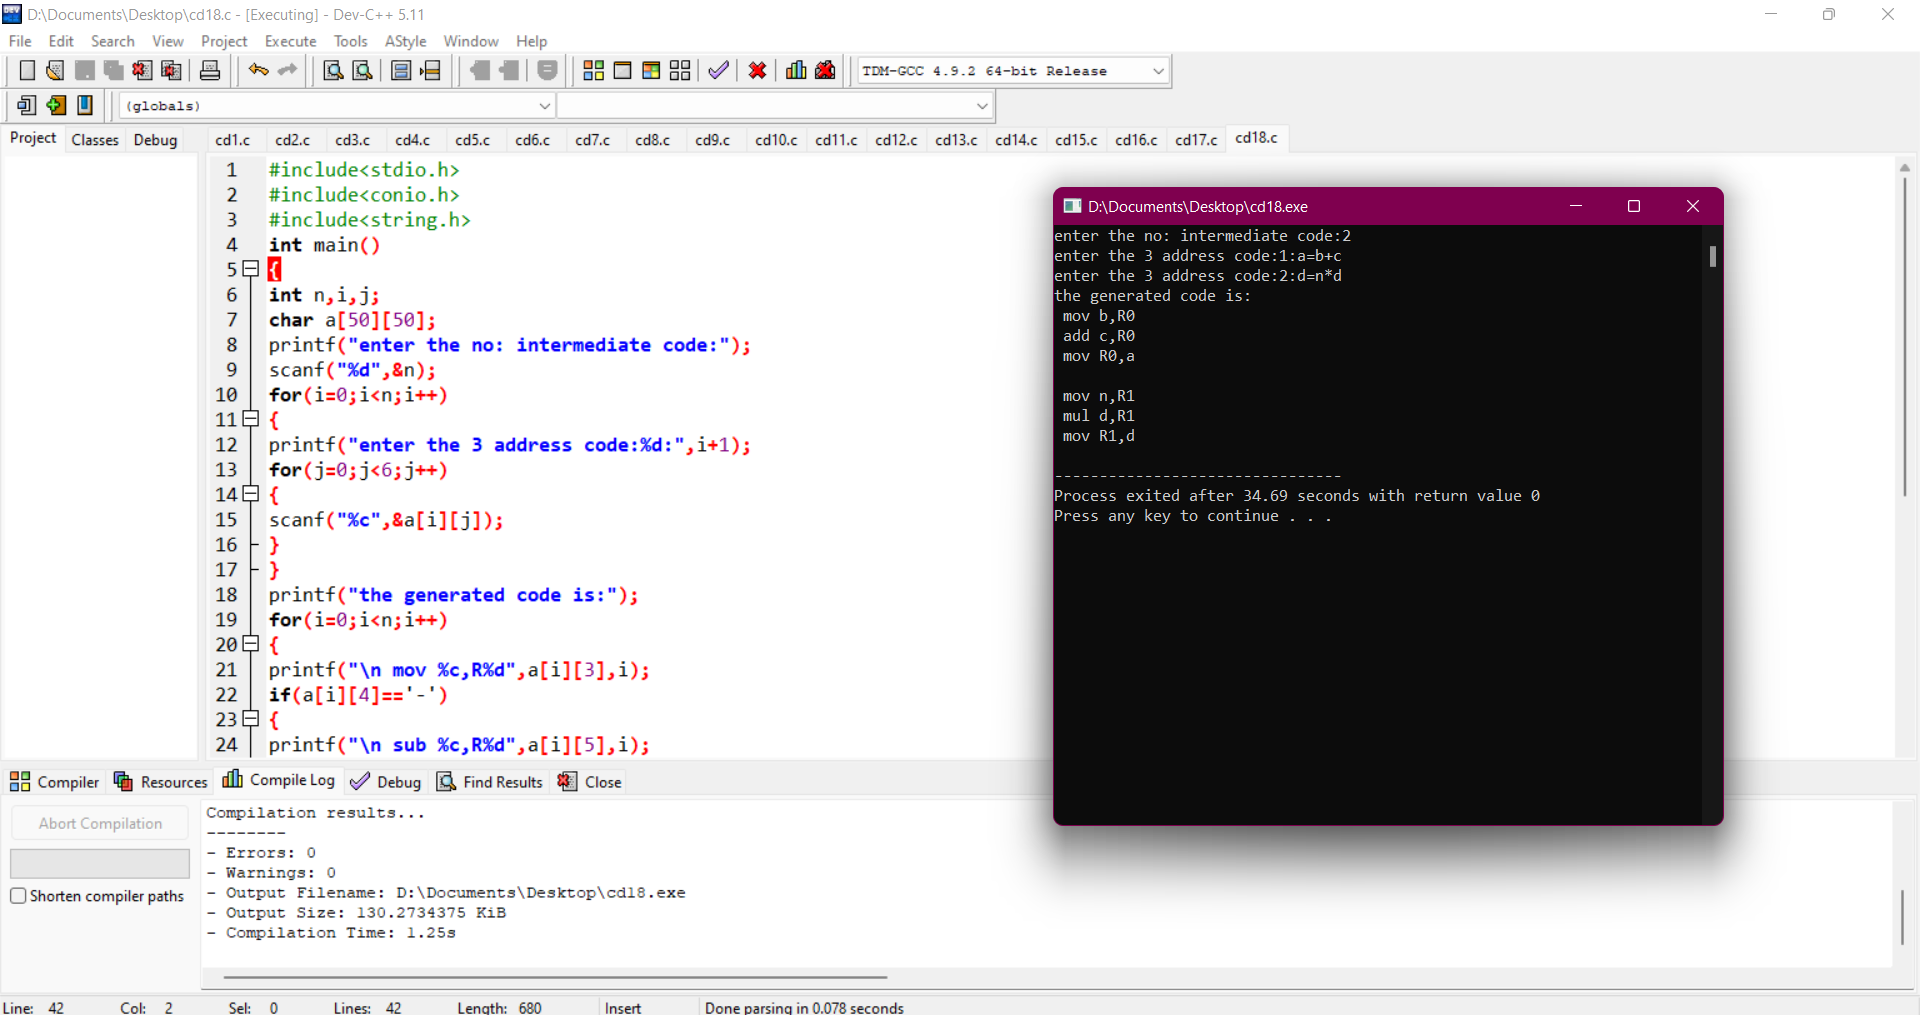 D:\Documents\Desktop\cd18.c - [Executing] - Dev-C++ 5.11
File Edit Search View Project Execute Tools AStyle Window Help
TDM-GCC 4.9.2 64-bit Release
(globals)
Project Classes Debug
cd1.c cd2.c cd3.c cd4.c cd5.c cd6.c cd7.c cd8.c cd9.c cd10.c cd11.c cd12.c cd13.c cd14.c cd15.c cd16.c cd17.c cd18.c
1 #include<stdio.h>
2 #include<conio.h>
3 #include<string.h>
4 int main()
5 {
6 int n,i,j;
7 char a[50][50];
8 printf("enter the no: intermediate code:");
9 scanf("%d",&n);
10 for(i=0;i<n;i++)
11 {
12 printf("enter the 3 address code:%d:",i+1);
13 for(j=0;j<6;j++)
14 {
15 scanf("%c",&a[i][j]);
16 }
17 }
18 printf("the generated code is:");
19 for(i=0;i<n;i++)
20 {
21 printf("\n mov %c,R%d",a[i][3],i);
22 if(a[i][4]=='-')
23 {
24 printf("\n sub %c,R%d",a[i][5],i);
D:\Documents\Desktop\cd18.exe
enter the no: intermediate code:2
enter the 3 address code:1:a=b+c
enter the 3 address code:2:d=n*d
the generated code is:
mov b,R0
add c,R0
mov R0,a
mov n,R1
mul d,R1
mov R1,d
--------------------------------
Process exited after 34.69 seconds with return value 0
Press any key to continue . . .
Compiler Resources Compile Log Debug Find Results Close
Abort Compilation
Shorten compiler paths
Compilation results...
--------
- Errors: 0
- Warnings: 0
- Output Filename: D:\Documents\Desktop\cd18.exe
- Output Size: 130.2734375 KiB
- Compilation Time: 1.25s
Line: 42 Col: 2 Sel: 0 Lines: 42 Length: 680 Insert Done parsing in 0.078 seconds